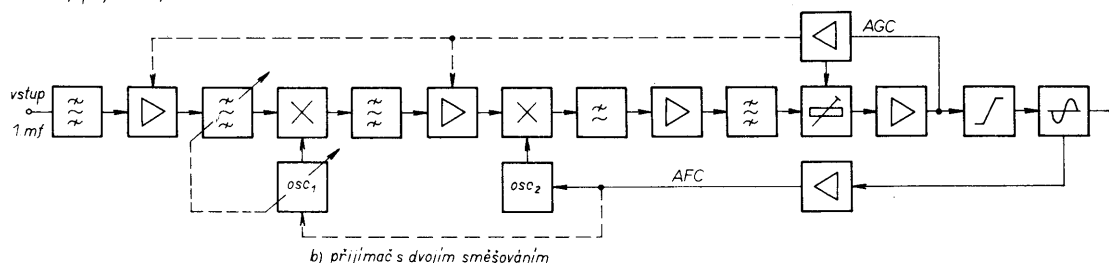 AGC
vstup
1 mf
osc₁
osc₂
AFC
b) přijímač s dvojím směšováním